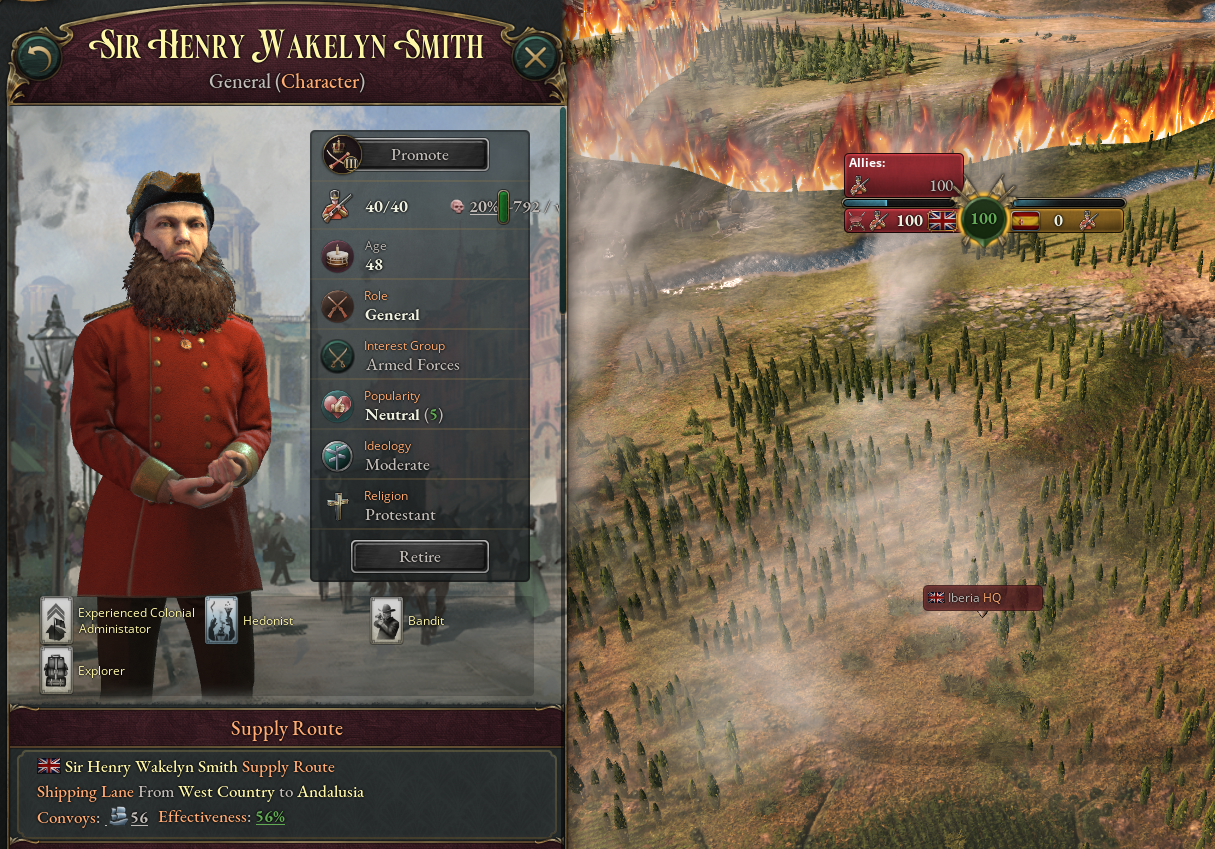 Sir Henry Wakelyn Smith
General (Character)
III
Promote
40/40
20%
792 /
Age
48
Role
General
Interest Group
Armed Forces
Popularity
Neutral (5)
Ideology
Moderate
Religion
Protestant
Retire
Experienced Colonial
Administator
Hedonist
Bandit
Explorer
Supply Route
Sir Henry Wakelyn Smith Supply Route
Shipping Lane From West Country to Andalusia
Convoys: 56 Effectiveness: 56%
Allies:
100
100
100
0
Iberia HQ